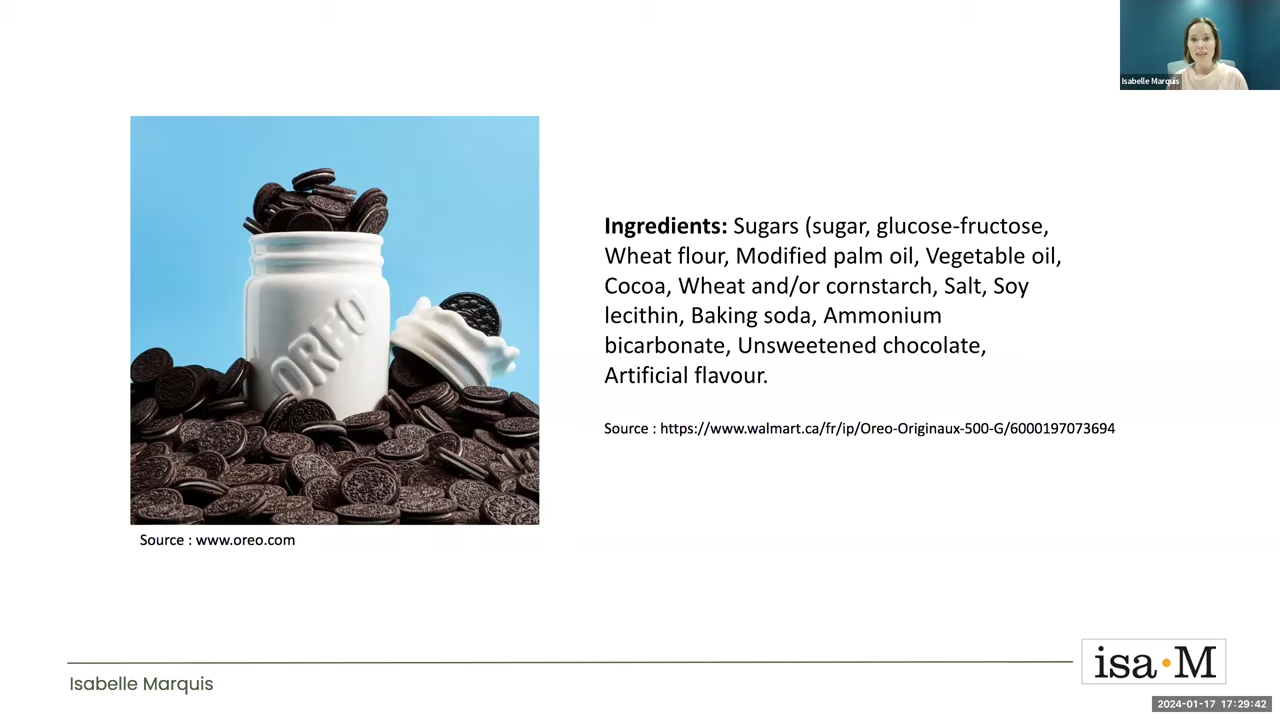 Isabelle Marquis
OREO
Ingredients: Sugars (sugar, glucose-fructose,
Wheat flour, Modified palm oil, Vegetable oil,
Cocoa, Wheat and/or cornstarch, Salt, Soy
lecithin, Baking soda, Ammonium
bicarbonate, Unsweetened chocolate,
Artificial flavour.
Source : https://www.walmart.ca/fr/ip/Oreo-Originaux-500-G/6000197073694
Source : www.oreo.com
Isabelle Marquis
isa•M
2024-01-17 17:29:42